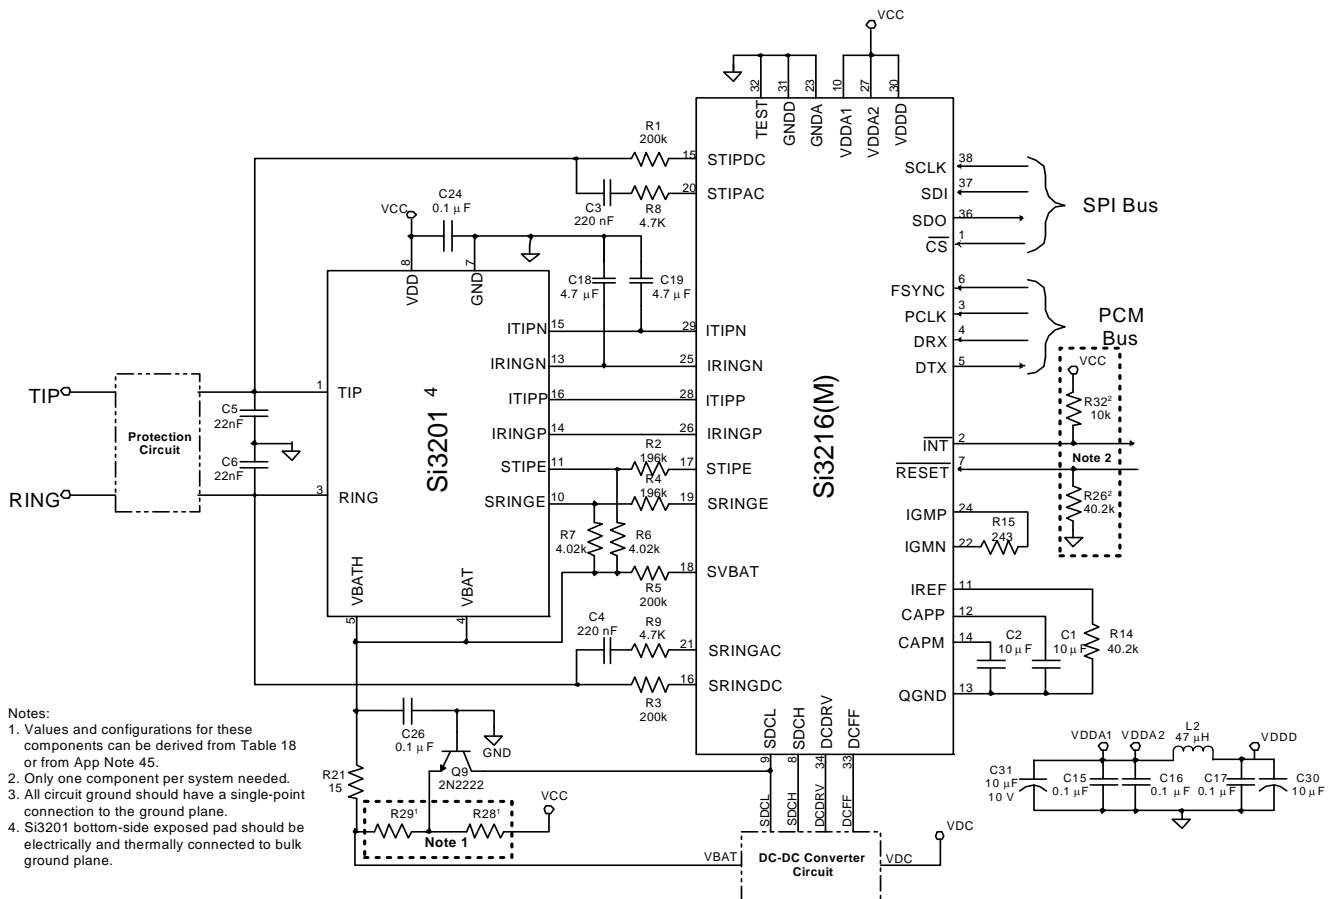 VCC
32
31
23
10
27
30
TEST
GNDD
GNDA
VDDA1
VDDA2
VDDD
R1
200k
15
STIPDC
C3
220 nF
R8
4.7K
20
STIPAC
SCLK
38
SDI
37
SDO
36
CS
1
SPI Bus
FSYNC
6
PCLK
3
DRX
4
DTX
5
PCM
Bus
C24
0.1 μF
VCC
8
7
VDD
GND
C18
4.7 μF
C19
4.7 μF
ITIPN
15
29
ITIPN
IRINGN
13
25
IRINGN
ITIPP
16
28
ITIPP
IRINGP
14
26
IRINGP
STIPE
11
R2
196k
17
STIPE
SRINGE
10
R4
196k
19
SRINGE
Si3201 4
Si3216(M)
TIP
RING
Protection
Circuit
C5
22nF
C6
22nF
1
TIP
3
RING
R7
4.02k
R6
4.02k
18
SVBAT
R5
200k
VBATH
VBAT
5
4
C4
220 nF
R9
4.7K
21
SRINGAC
16
SRINGDC
R3
200k
VCC
R32²
10k
INT
2
Note 2
RESET
7
R26²
40.2k
IGMP
24
R15
243
IGMN
22
IREF
11
CAPP
12
CAPM
14
C2
10 μF
C1
10 μF
R14
40.2k
QGND
13
SDCL
SDCH
DCDRV
DCFF
9
8
34
33
SDCL
SDCH
DCDRV
DCFF
C26
0.1 μF
GND
Q9
2N2222
R21
15
R29¹
R28¹
Note 1
VCC
VBAT
DC-DC Converter
Circuit
VDC
VDC
VDDA1
VDDA2
L2
47 μH
VDDD
C31
10 μF
10 V
C15
0.1 μF
C16
0.1 μF
C17
0.1 μF
C30
10 μF
Notes:
1. Values and configurations for these
components can be derived from Table 18
or from App Note 45.
2. Only one component per system needed.
3. All circuit ground should have a single-point
connection to the ground plane.
4. Si3201 bottom-side exposed pad should be
electrically and thermally connected to bulk
ground plane.